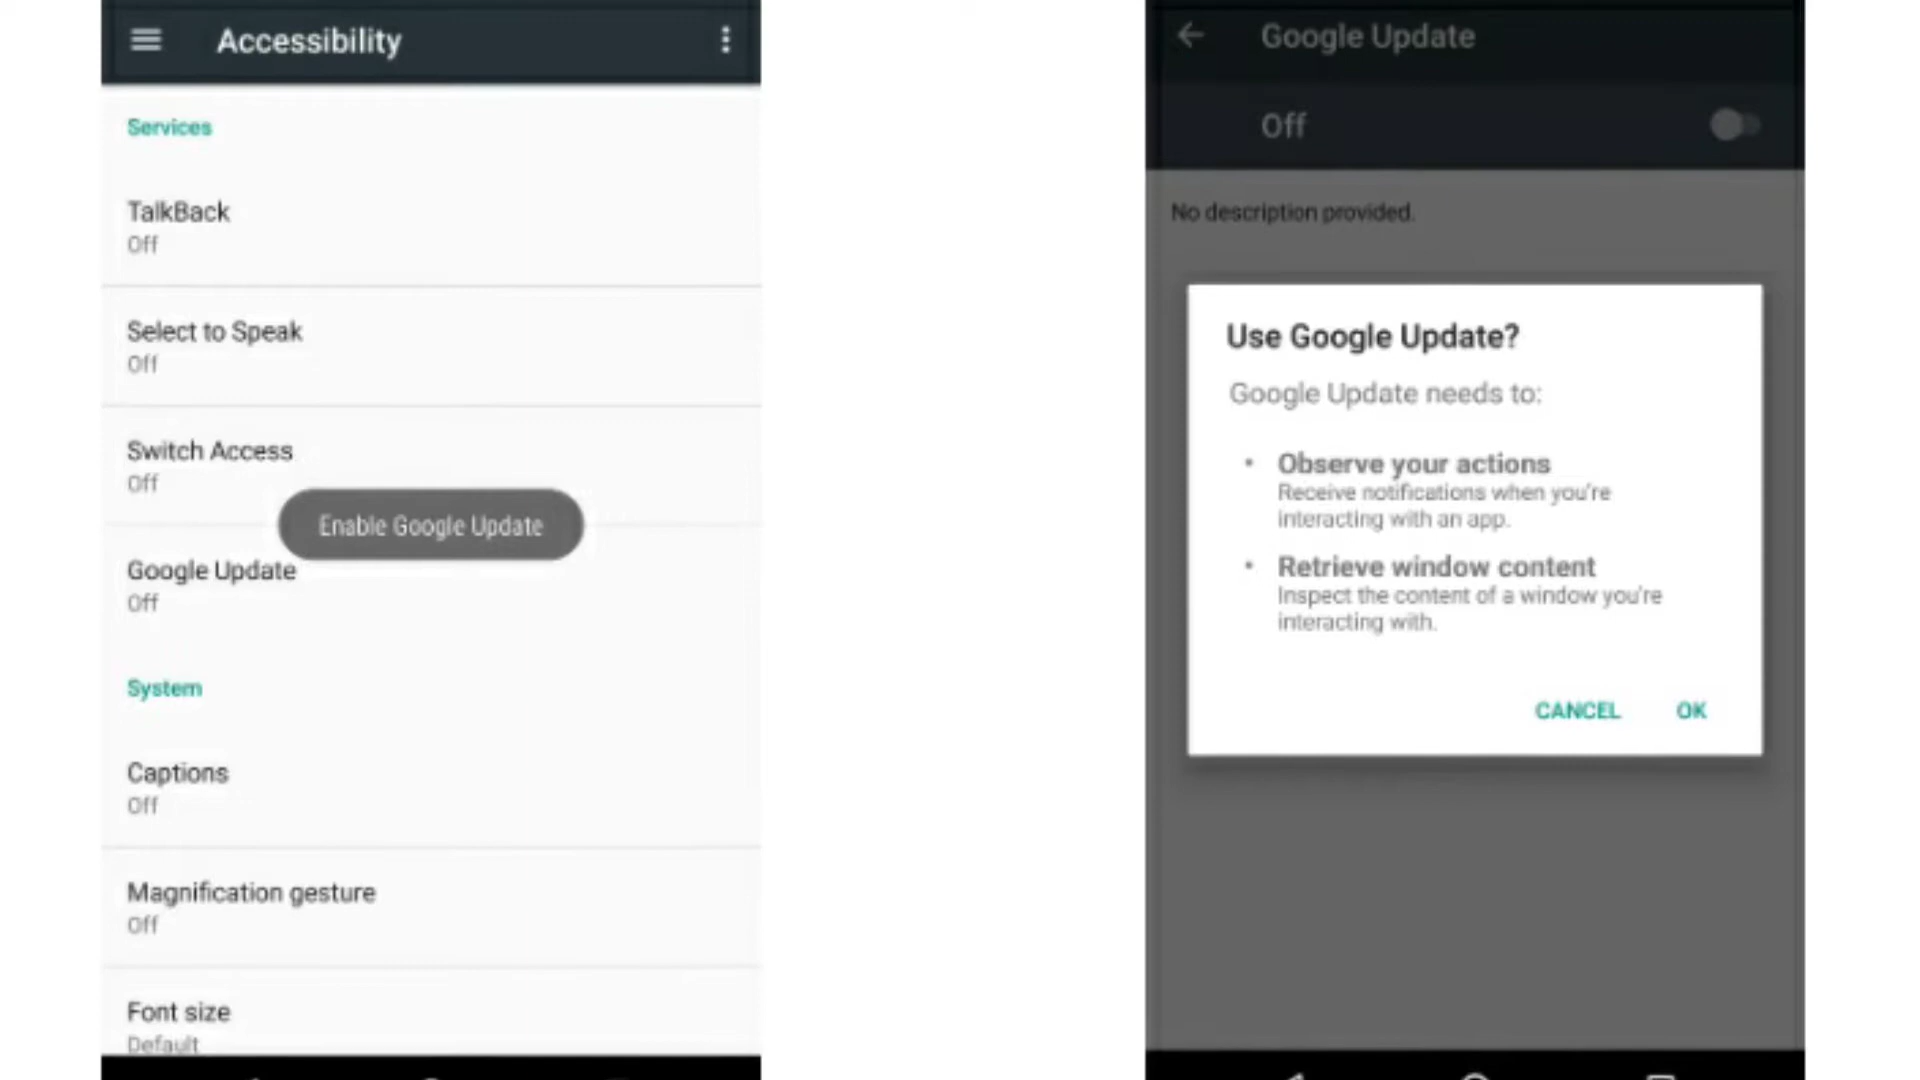 Accessibility
Services
TalkBack
Off
Select to Speak
Off
Switch Access
Off
Enable Google Update
Google Update
Off
System
Captions
Off
Magnification gesture
Off
Font size
Default
Google Update
Off
No description provided.
Use Google Update?
Google Update needs to:
• Observe your actions
Receive notifications when you're
interacting with an app.
• Retrieve window content
Inspect the content of a window you're
interacting with.
CANCEL OK